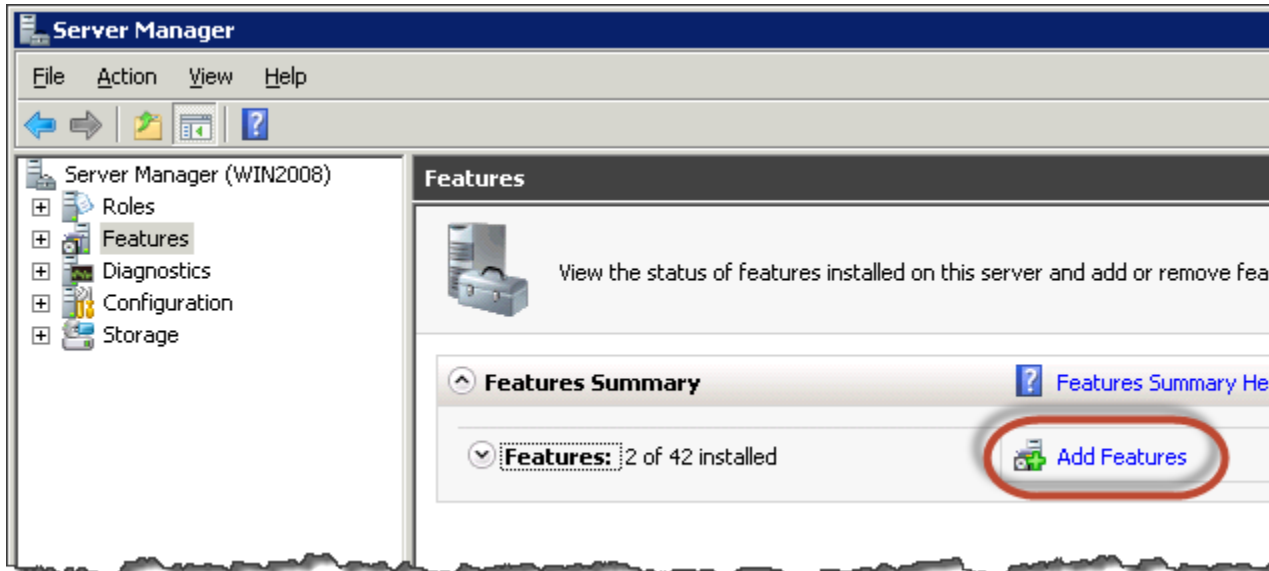 Server Manager
File Action View Help
Server Manager (WIN2008)
Roles
Features
Diagnostics
Configuration
Storage
Features
View the status of features installed on this server and add or remove fea
Features Summary
Features Summary He
Features: 2 of 42 installed
Add Features